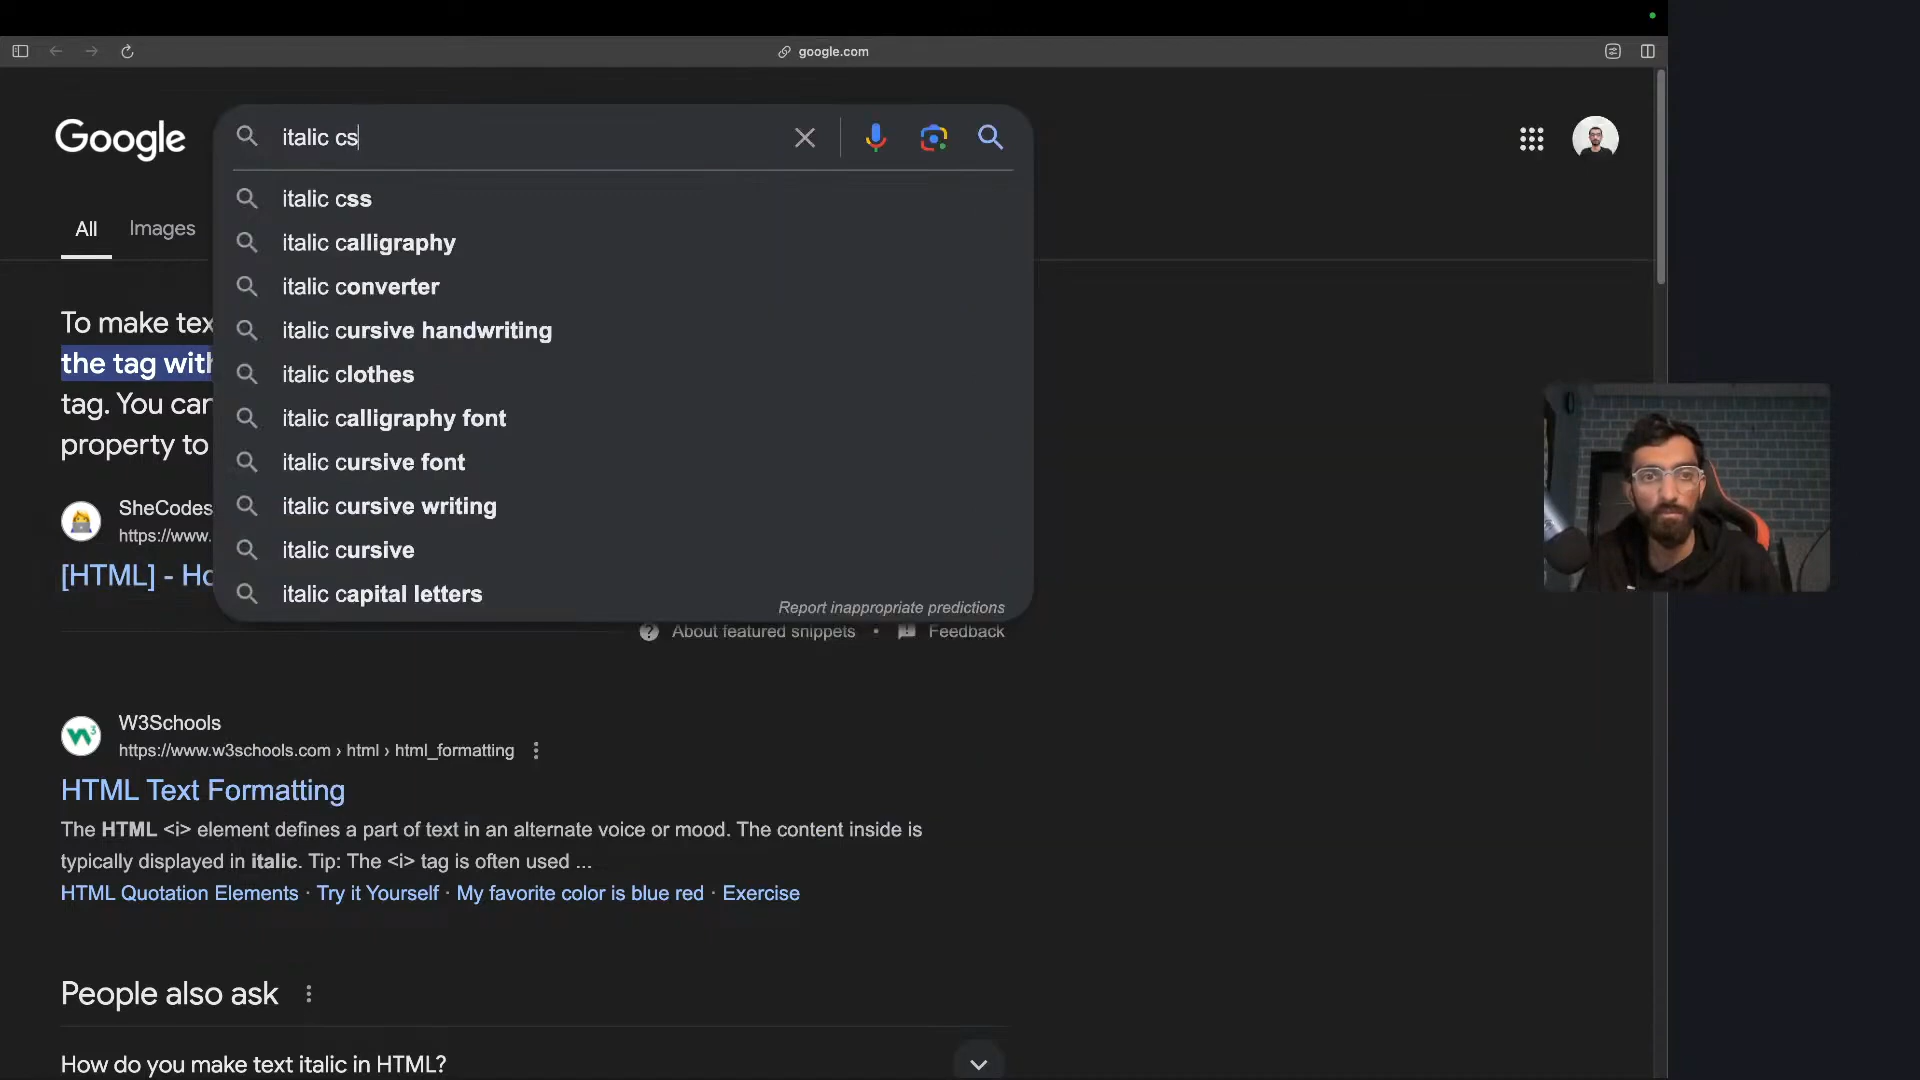 google.com
Google
italic cs
italic css
italic calligraphy
italic converter
italic cursive handwriting
italic clothes
italic calligraphy font
italic cursive font
italic cursive writing
italic cursive
italic capital letters
Report inappropriate predictions
All Images
To make
the tag
tag. You
property to
SheCodes
https://www.
[HTML] -
About featured snippets • Feedback
W3Schools
https://www.w3schools.com › html › html_formatting
HTML Text Formatting
The HTML <i> element defines a part of text in an alternate voice or mood. The content inside is
typically displayed in italic. Tip: The <i> tag is often used ...
HTML Quotation Elements · Try it Yourself · My favorite color is blue red · Exercise
People also ask
How do you make text italic in HTML?